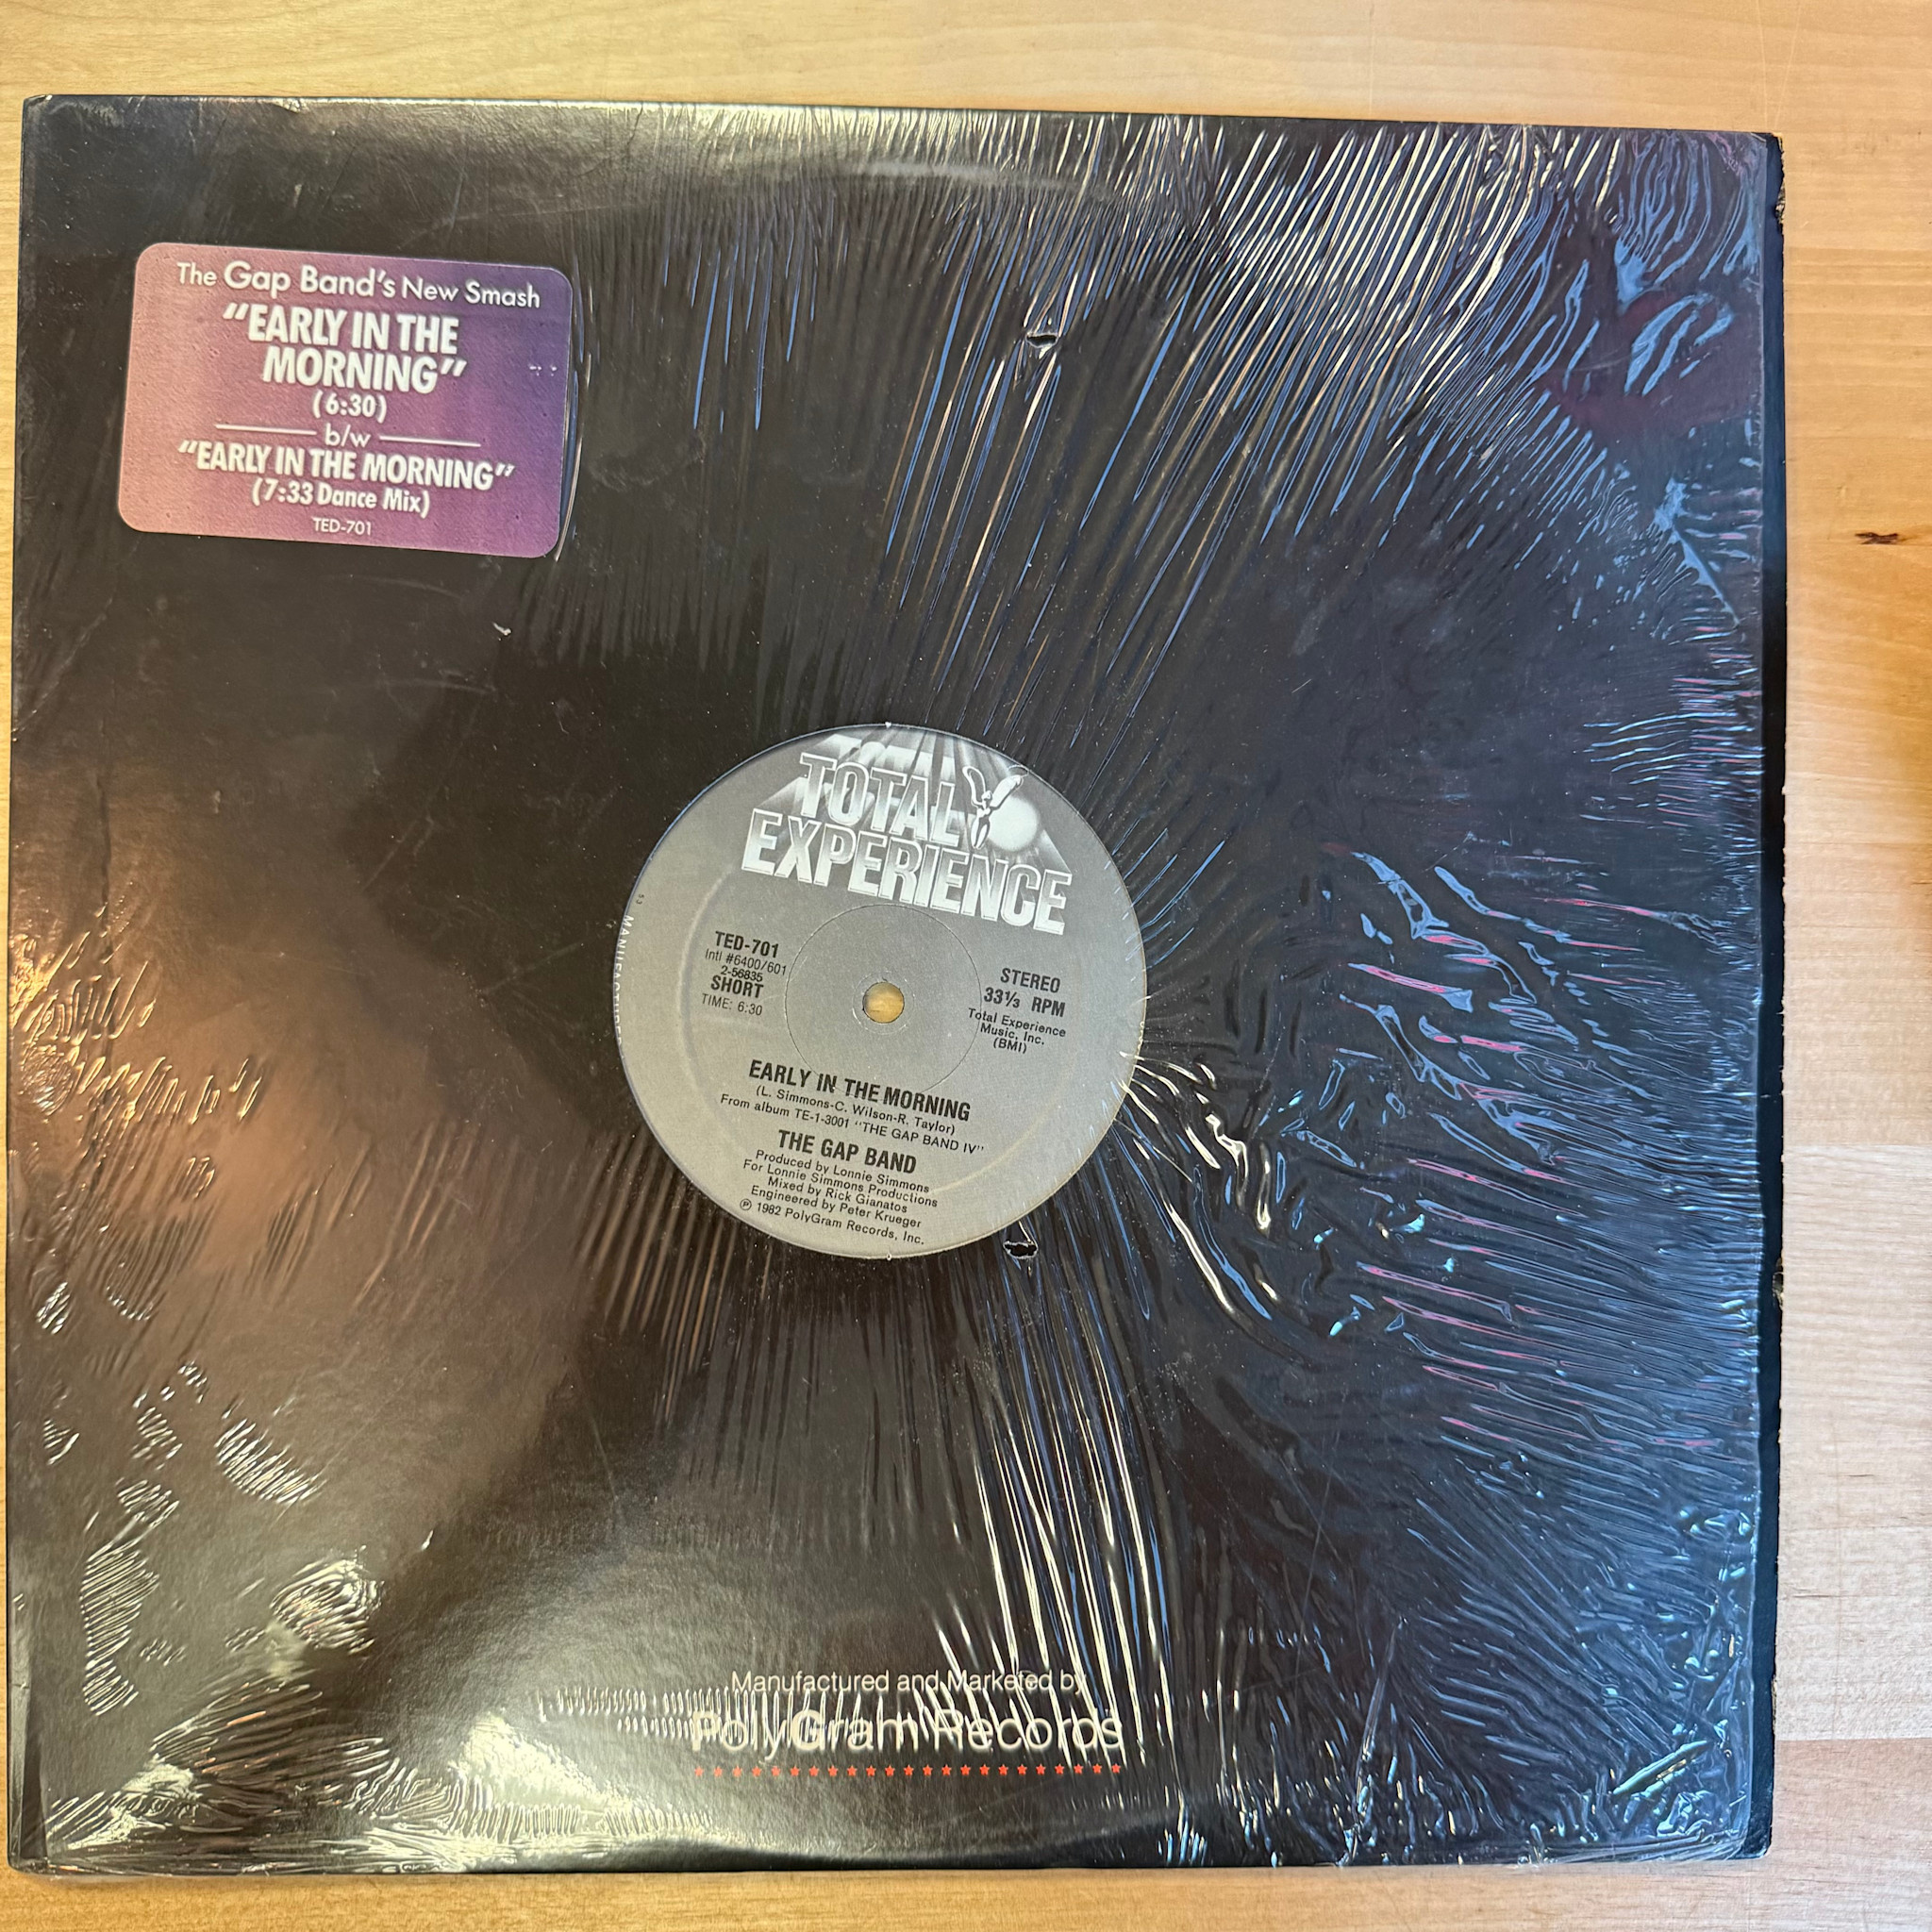 The Gap Band's New Smash
"EARLY IN THE
MORNING"
(6:30)
b/w
"EARLY IN THE MORNING"
(7:33 Dance Mix)
TED-701
TOTAL
EXPERIENCE
TED-701
Intl #6400/601
2-56835
SHORT
TIME: 6:30
STEREO
33⅓ RPM
Total Experience
Music, Inc.
(BMI)
EARLY IN THE MORNING
(L. Simmons-C. Wilson-R. Taylor)
From album TE-1-3001 "THE GAP BAND IV"
THE GAP BAND
Produced by Lonnie Simmons
For Lonnie Simmons Productions
Mixed by Rick Gianatos
Engineered by Peter Krueger
℗ 1982 PolyGram Records, Inc.
Manufactured and Marketed by
PolyGram Records